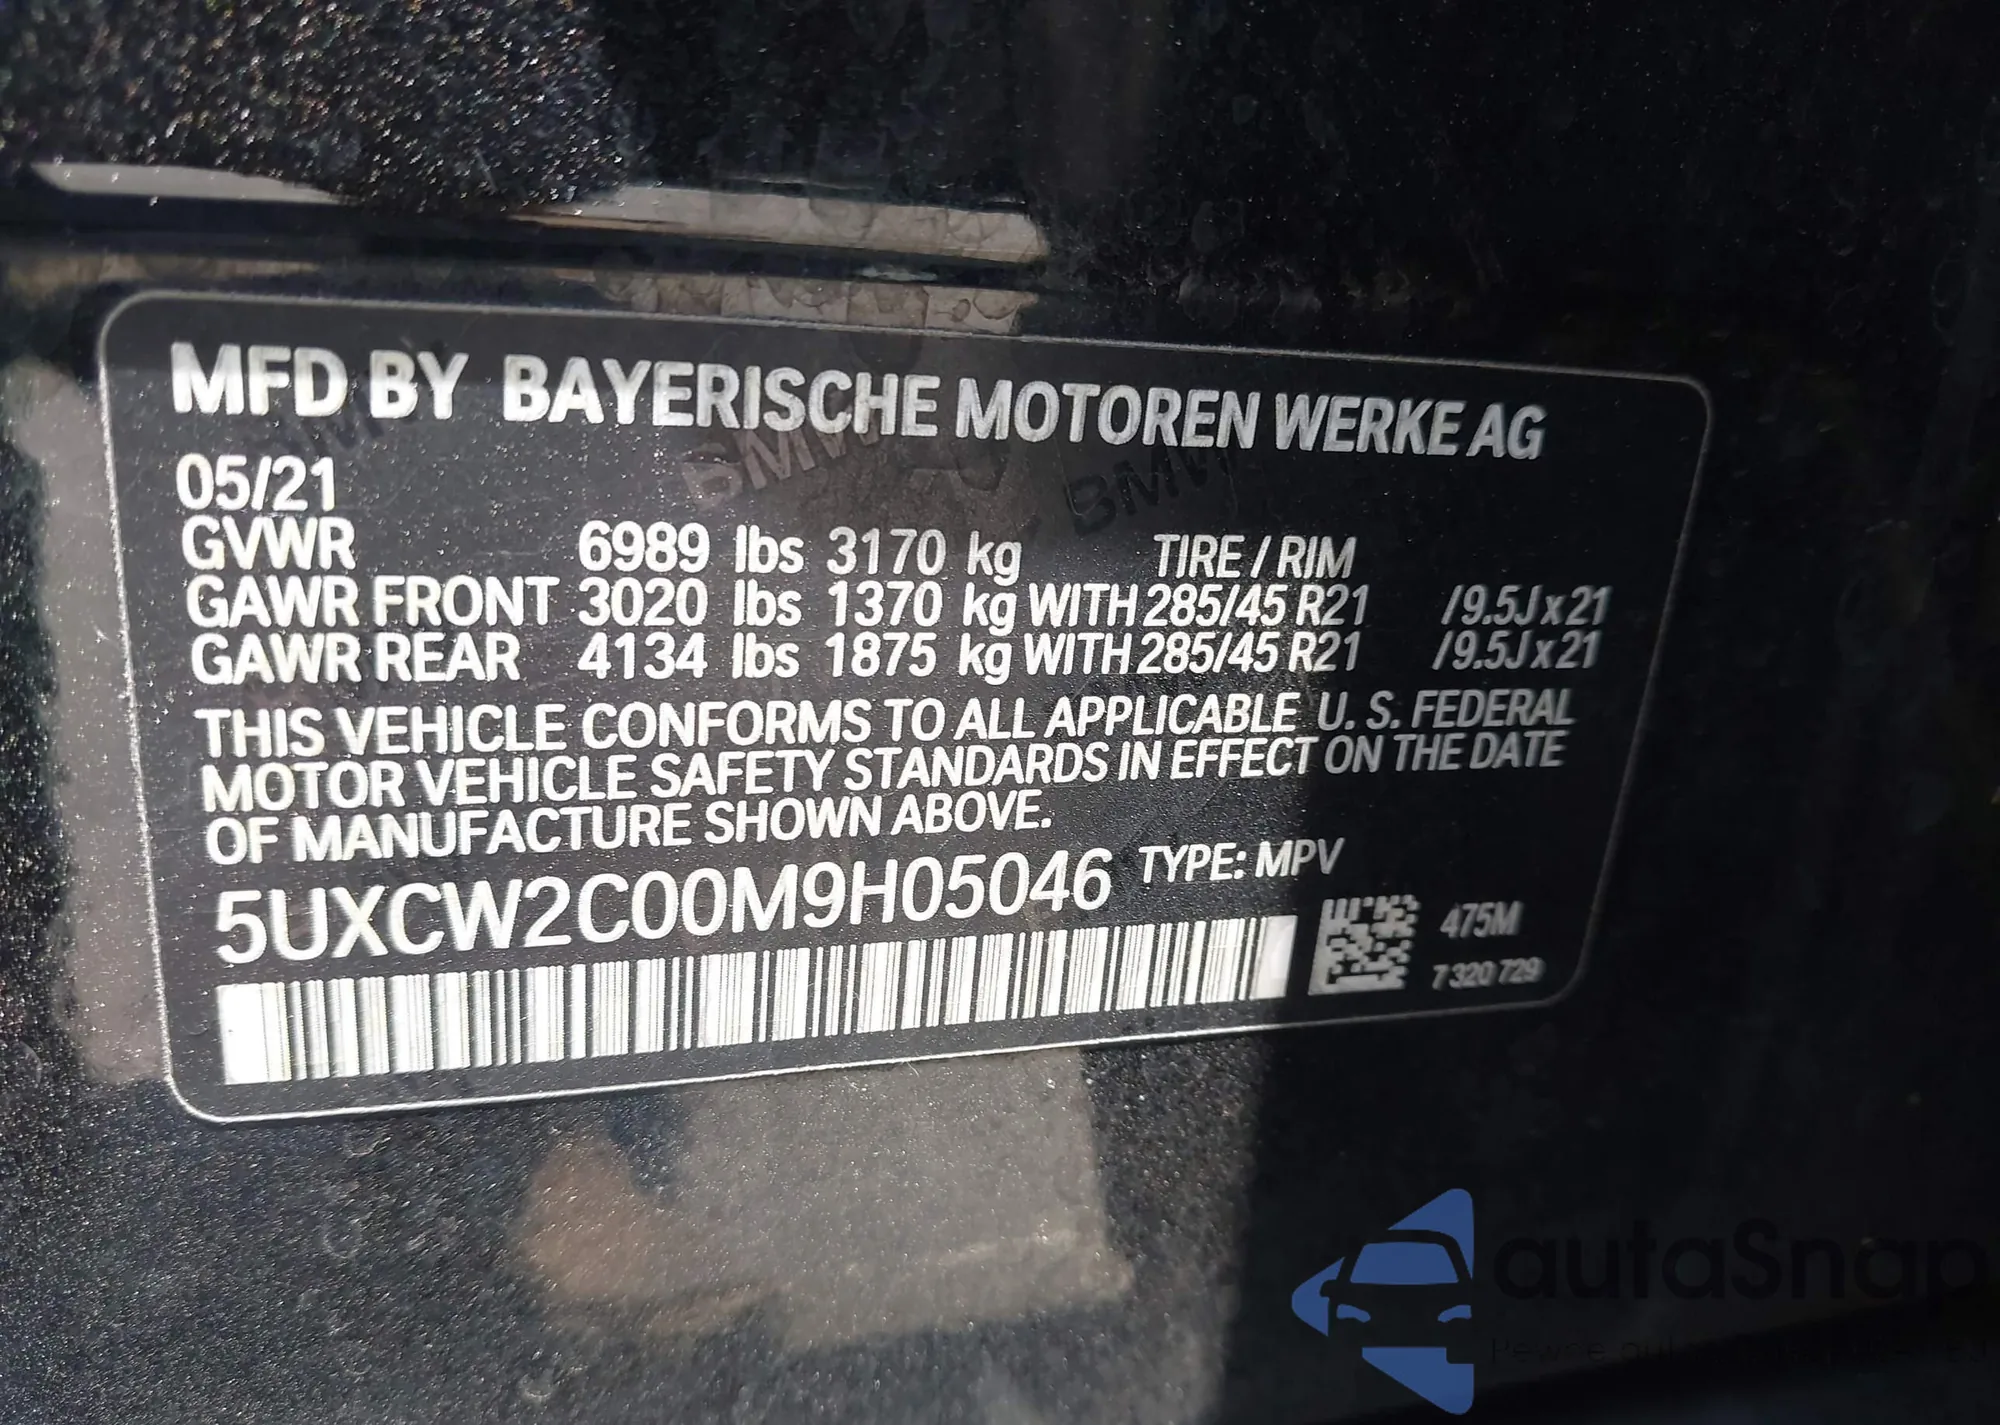 MFD BY BAYERISCHE MOTOREN WERKE AG
05/21
GVWR 6989 lbs 3170 kg TIRE / RIM
GAWR FRONT 3020 lbs 1370 kg WITH 285/45 R21 /9.5J x 21
GAWR REAR 4134 lbs 1875 kg WITH 285/45 R21 /9.5J x 21
THIS VEHICLE CONFORMS TO ALL APPLICABLE U. S. FEDERAL
MOTOR VEHICLE SAFETY STANDARDS IN EFFECT ON THE DATE
OF MANUFACTURE SHOWN ABOVE.
5UXCW2C00M9H05046 TYPE: MPV
475M
7 320 729
autaSnap